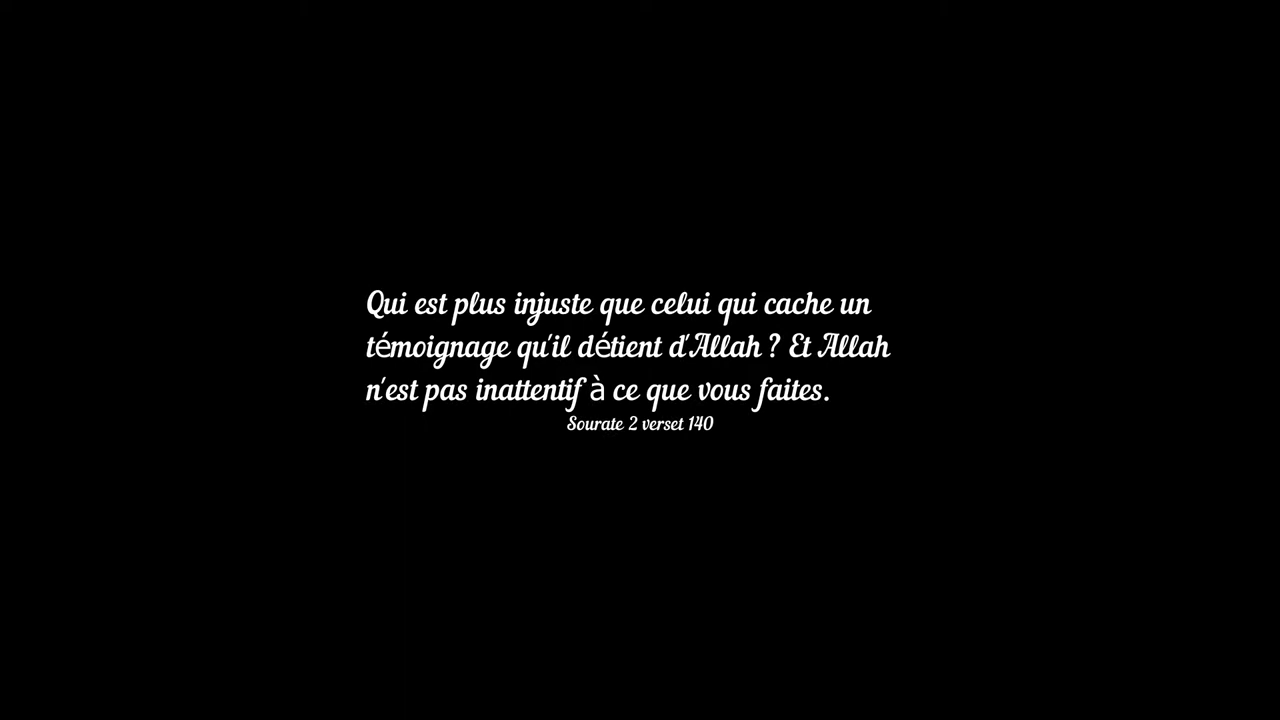 Qui est plus injuste que celui qui cache un
témoignage qu'il détient d'Allah ? Et Allah
n'est pas inattentif à ce que vous faites.
Sourate 2 verset 140